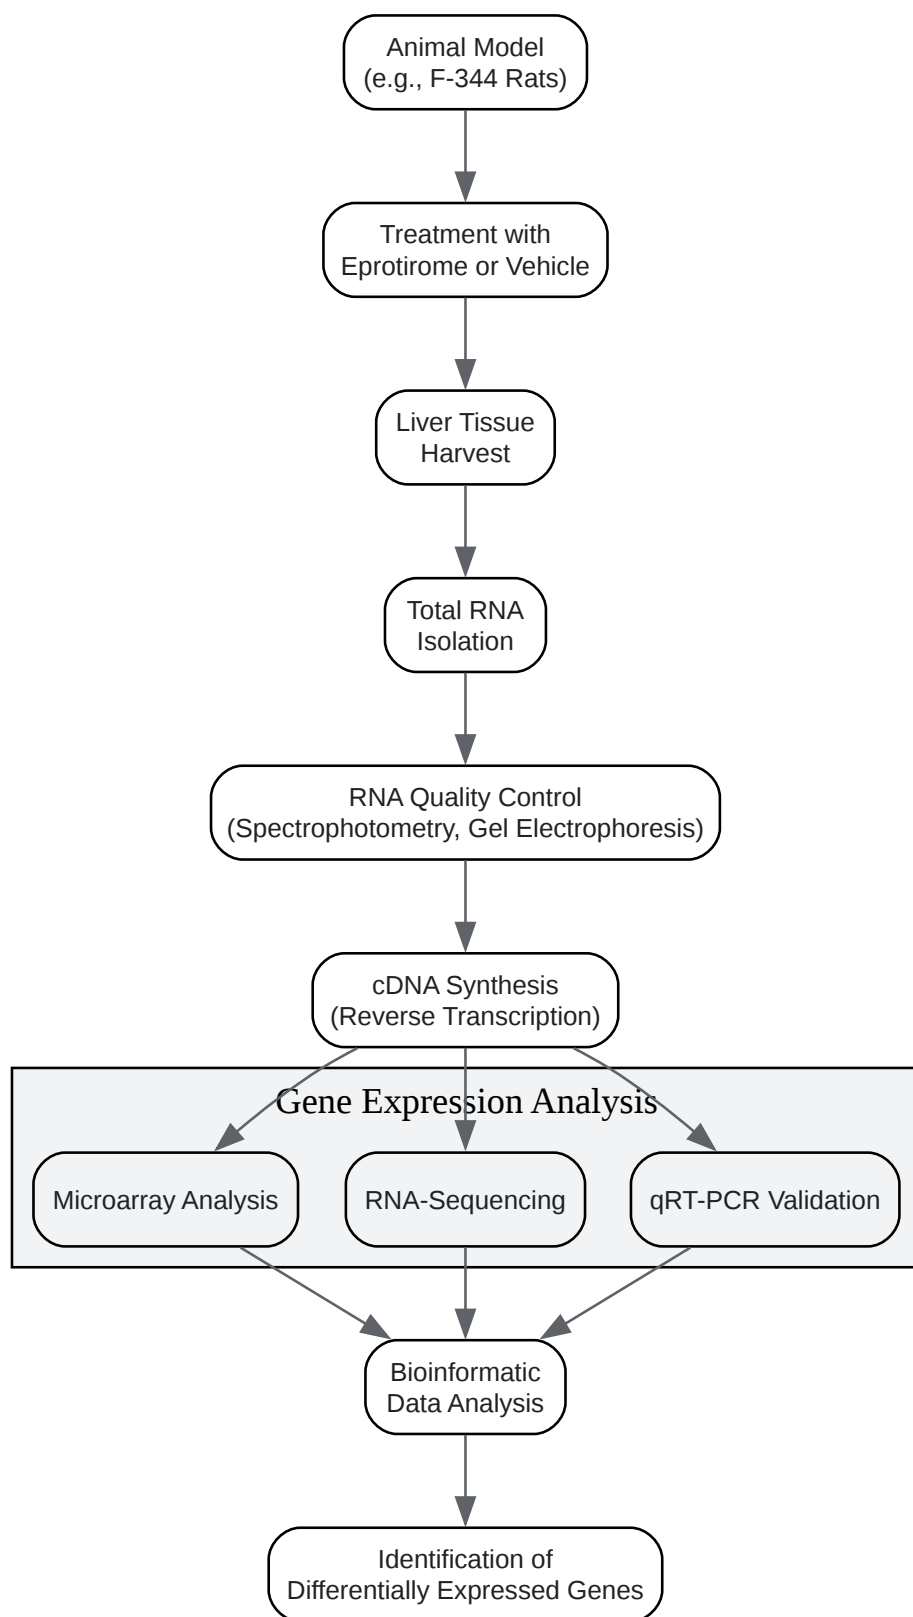 Animal Model
(e.g., F-344 Rats)
Treatment with
Eprotirome or Vehicle
Liver Tissue
Harvest
Total RNA
Isolation
RNA Quality Control
(Spectrophotometry, Gel Electrophoresis)
cDNA Synthesis
(Reverse Transcription)
Gene Expression Analysis
Microarray Analysis
RNA-Sequencing
qRT-PCR Validation
Bioinformatic
Data Analysis
Identification of
Differentially Expressed Genes